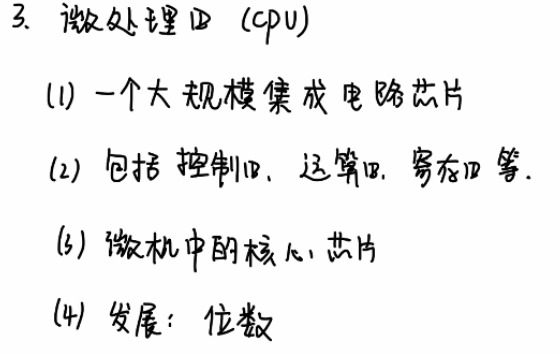 3. 微处理器 (CPU)
(1) 一个大规模集成电路芯片
(2) 包括控制器、运算器、寄存器等.
(3) 微机中的核心芯片
(4) 发展：位数